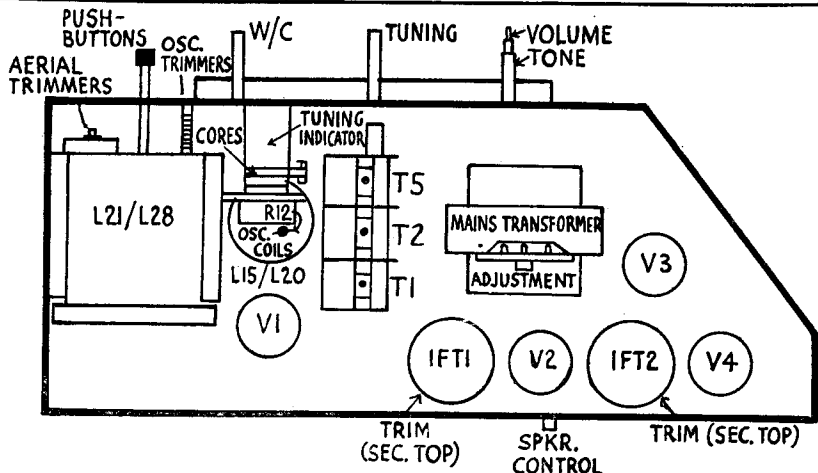 PUSH-
BUTTONS
OSC.
TRIMMERS
W/C
TUNING
VOLUME
TONE
AERIAL
TRIMMERS
CORES
TUNING
INDICATOR
L21/L28
R12
OSC.
COILS
L15/L20
T5
T2
T1
MAINS TRANSFORMER
ADJUSTMENT
V3
V1
IFT1
V2
IFT2
V4
TRIM
(SEC. TOP)
SPKR.
CONTROL
TRIM (SEC. TOP)